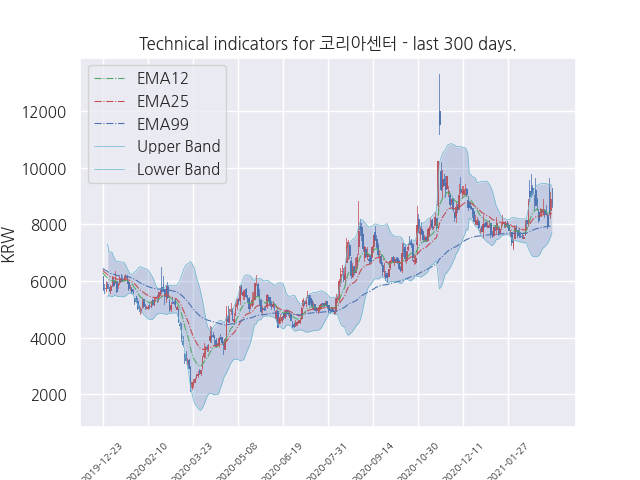 Technical indicators for 코리아센터 - last 300 days.
EMA12
EMA25
EMA99
Upper Band
Lower Band
12000
10000
8000
6000
4000
2000
KRW
2019-12-23
2020-02-10
2020-03-23
2020-05-08
2020-06-19
2020-07-31
2020-09-14
2020-10-30
2020-12-11
2021-01-27